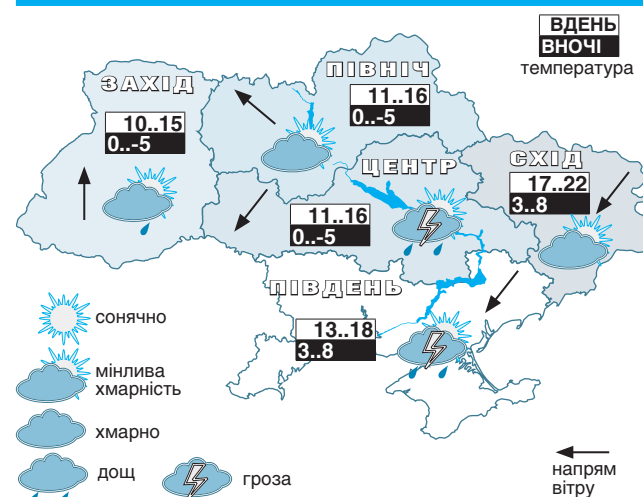 ВДЕНЬ
ВНОЧІ
температура
ЗАХІД
10..15
0..-5
ПІВНІЧ
11..16
0..-5
ЦЕНТР
11..16
0..-5
СХІД
17..22
3..8
ПІВДЕНЬ
13..18
3..8
сонячно
мінлива
хмарність
хмарно
дощ
гроза
напрям
вітру